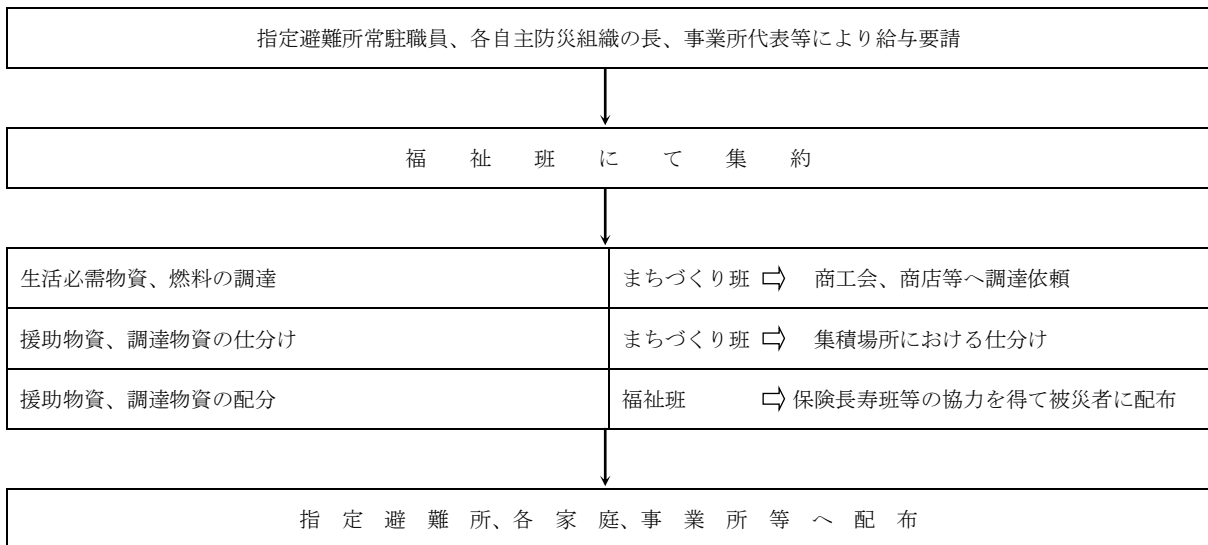 指定避難所常駐職員、各自主防災組織の長、事業所代表等により給与要請
福祉班にて集約
生活必需物資、燃料の調達 まちづくり班 ⇨ 商工会、商店等へ調達依頼
援助物資、調達物資の仕分け まちづくり班 ⇨ 集積場所における仕分け
援助物資、調達物資の配分 福祉班 ⇨ 保険長寿班等の協力を得て被災者に配布
指定避難所、各家庭、事業所等へ配布